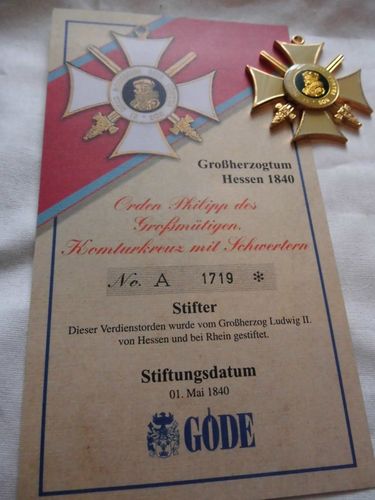 Großherzogtum
Hessen 1840
Orden Philipp des
Großmütigen,
Komturkreuz mit Schwertern
No. A 1719 *
Stifter
Dieser Verdienstorden wurde vom Großherzog Ludwig II.
von Hessen und bei Rhein gestiftet.
Stiftungsdatum
01. Mai 1840
GÖDE